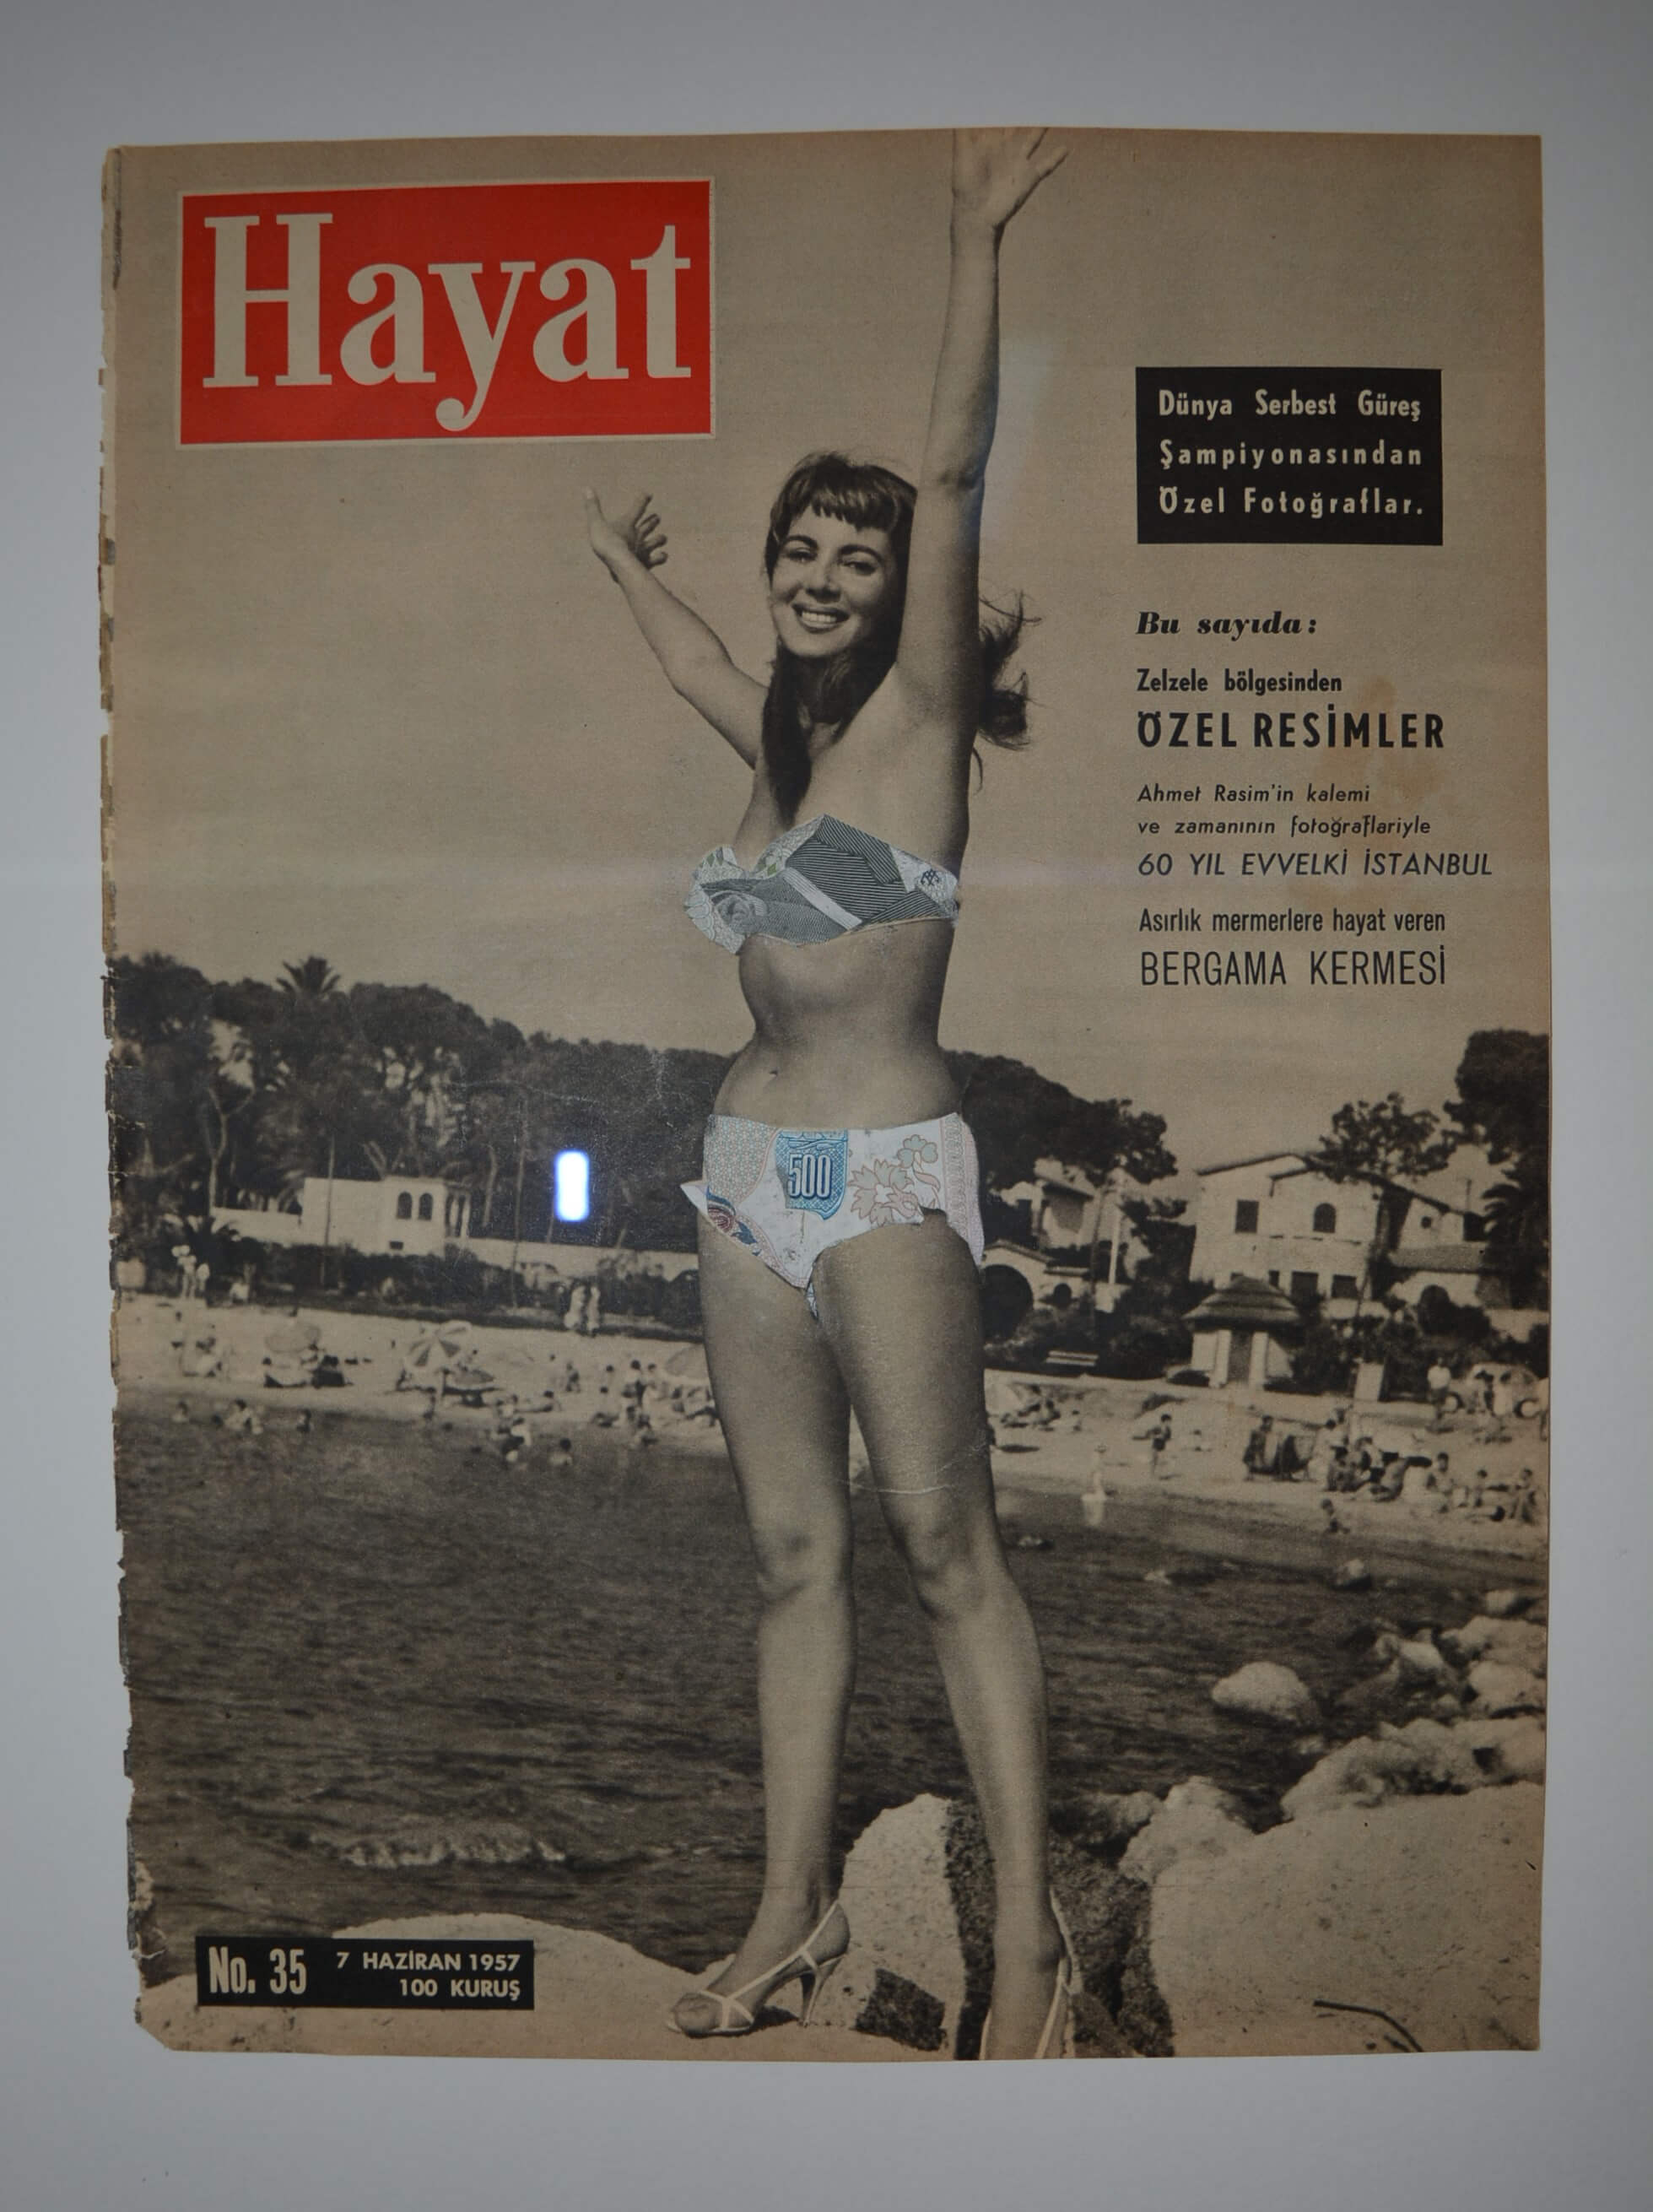 Hayat
Dünya Serbest Güreş
Şampiyonasından
Özel Fotoğraflar.
Bu sayıda:
Zelzele bölgesinden
ÖZEL RESİMLER
Ahmet Rasim'in kalemi
ve zamanının fotoğraflariyle
60 YIL EVVELKİ İSTANBUL
Asırlık mermerlere hayat veren
BERGAMA KERMESİ
500
No. 35
7 HAZİRAN 1957
100 KURUŞ